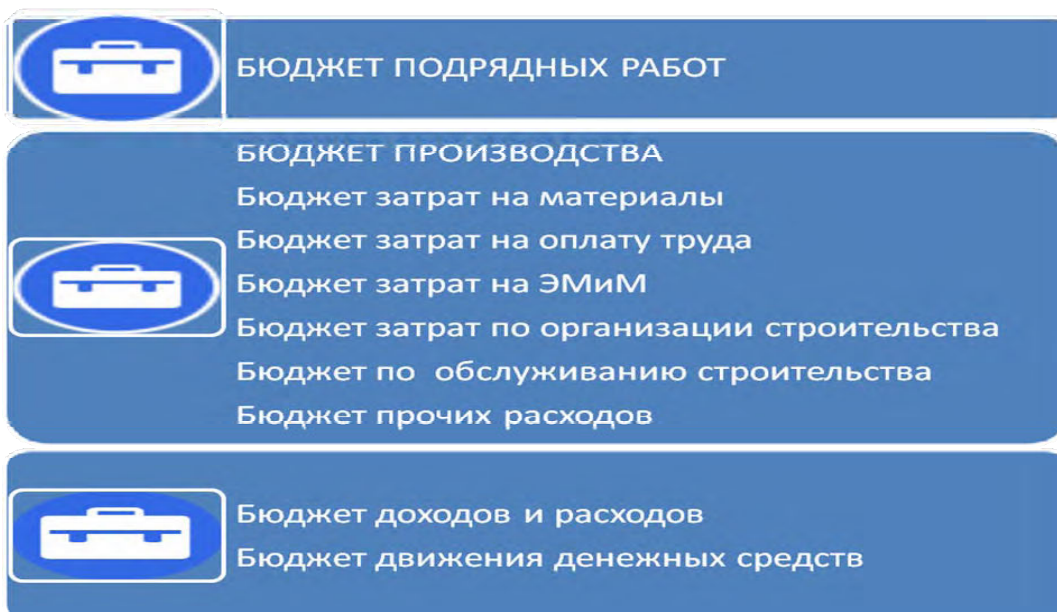 БЮДЖЕТ ПОДРЯДНЫХ РАБОТ
БЮДЖЕТ ПРОИЗВОДСТВА
Бюджет затрат на материалы
Бюджет затрат на оплату труда
Бюджет затрат на ЭМиМ
Бюджет затрат по организации строительства
Бюджет по обслуживанию строительства
Бюджет прочих расходов
Бюджет доходов и расходов
Бюджет движения денежных средств